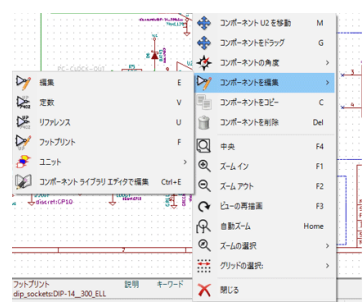 コンポーネント U2 を移動 M
コンポーネントをドラッグ G
コンポーネントの角度
コンポーネントを編集
コンポーネントをコピー C
コンポーネントを削除 Del
中央 F4
ズーム イン F1
ズーム アウト F2
ビューの再描画 F3
自動ズーム Home
ズームの選択
グリッドの選択:
閉じる
編集 E
定数 V
リファレンス U
フットプリント F
ユニット
コンポーネント ライブラリ エディタで編集 Ctrl+E
discret:GPSO
フットプリント 説明 キーワード
dip_sockets:DIP-14__300_ELL